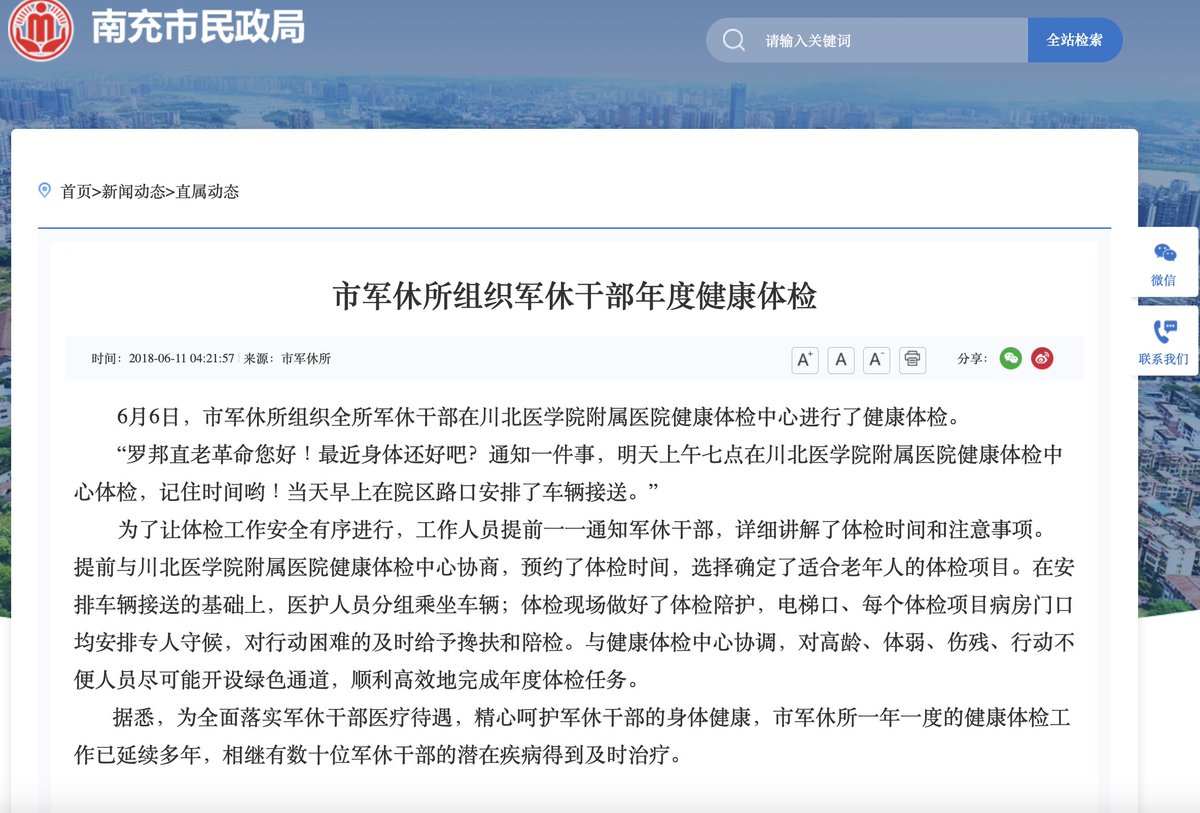 南充市民政局
请输入关键词
全站检索
首页>新闻动态>直属动态
微信
联系我们
市军休所组织军休干部年度健康体检
时间：2018-06-11 04:21:57 来源：市军休所
A+ A A- 分享：
6月6日，市军休所组织全所军休干部在川北医学院附属医院健康体检中心进行了健康体检。
“罗邦直老革命您好！最近身体还好吧？通知一件事，明天上午七点在川北医学院附属医院健康体检中
心体检，记住时间哟！当天早上在院区路口安排了车辆接送。”
为了让体检工作安全有序进行，工作人员提前一一通知军休干部，详细讲解了体检时间和注意事项。
提前与川北医学院附属医院健康体检中心协商，预约了体检时间，选择确定了适合老年人的体检项目。在安
排车辆接送的基础上，医护人员分组乘坐车辆；体检现场做好了体检陪护，电梯口、每个体检项目病房门口
均安排专人守候，对行动困难的及时给予搀扶和陪检。与健康体检中心协调，对高龄、体弱、伤残、行动不
便人员尽可能开设绿色通道，顺利高效地完成年度体检任务。
据悉，为全面落实军休干部医疗待遇，精心呵护军休干部的身体健康，市军休所一年一度的健康体检工
作已延续多年，相继有数十位军休干部的潜在疾病得到及时治疗。